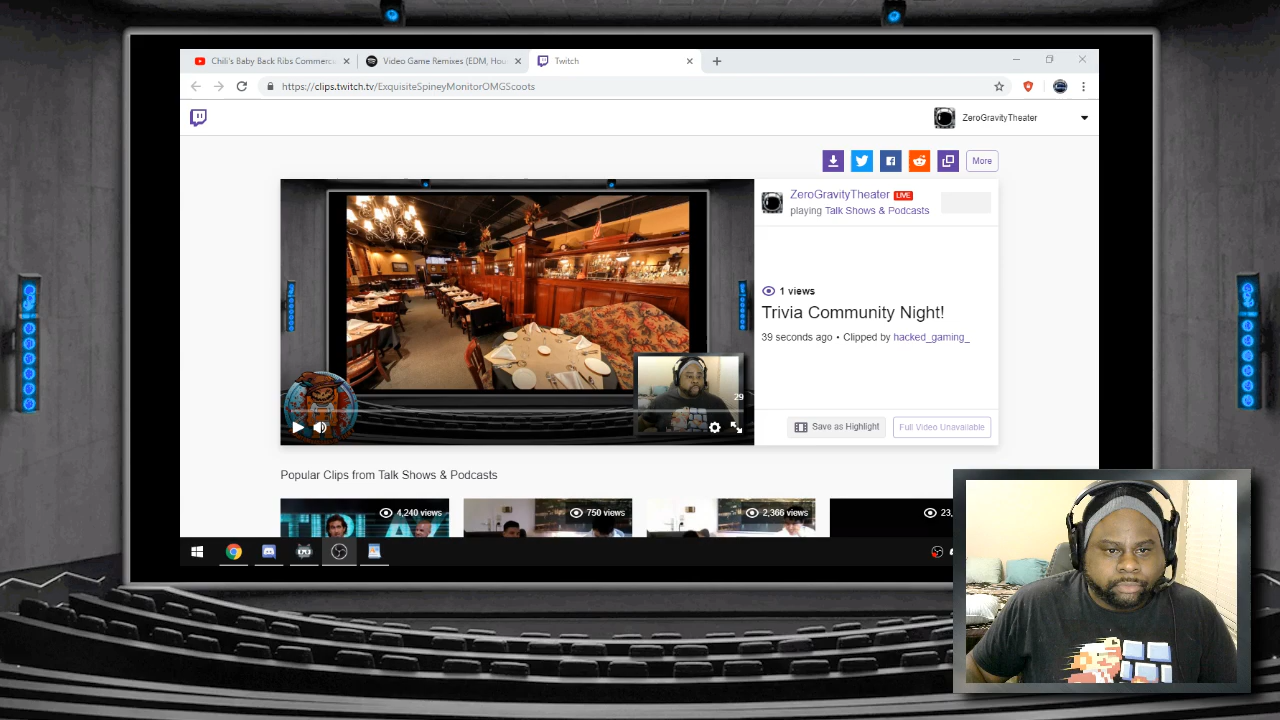 Chili's Baby Back Ribs Commerc
Video Game Remixes (EDM, Hou
Twitch
https://clips.twitch.tv/ExquisiteSpineyMonitorOMGScoots
ZeroGravityTheater
More
ZeroGravityTheater LIVE
playing Talk Shows & Podcasts
1 views
Trivia Community Night!
39 seconds ago • Clipped by hacked_gaming_
29
Save as Highlight
Full Video Unavailable
Popular Clips from Talk Shows & Podcasts
4,240 views
750 views
2,366 views
23,